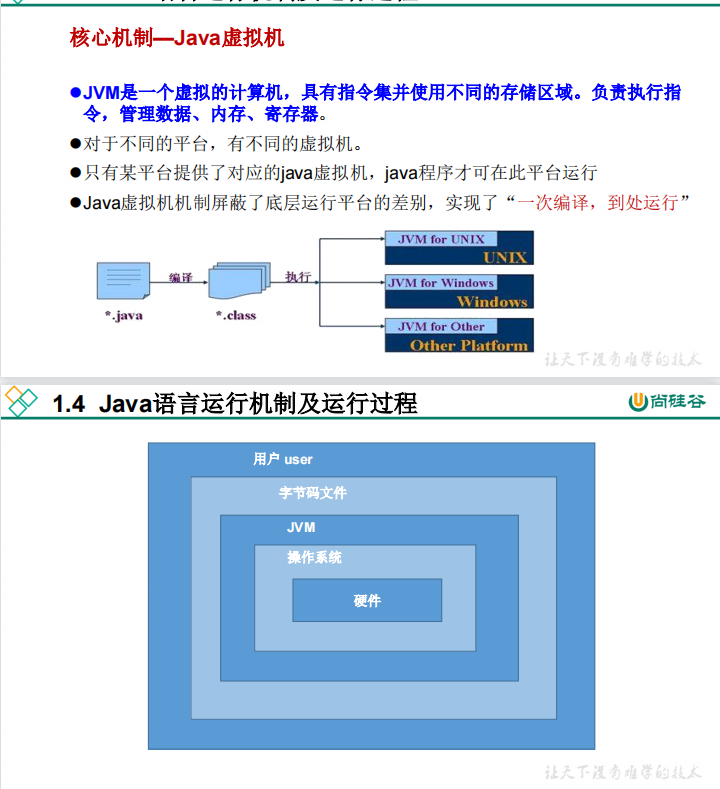 核心机制—Java虚拟机
●JVM是一个虚拟的计算机，具有指令集并使用不同的存储区域。负责执行指
令，管理数据、内存、寄存器。
●对于不同的平台，有不同的虚拟机。
●只有某平台提供了对应的java虚拟机，java程序才可在此平台运行
●Java虚拟机机制屏蔽了底层运行平台的差别，实现了“一次编译，到处运行”
JVM for UNIX
UNIX
编译
执行
JVM for Windows
Windows
*.java
*.class
JVM for Other
Other Platform
让天下没有难学的技术
1.4 Java语言运行机制及运行过程
尚硅谷
用户 user
字节码文件
JVM
操作系统
硬件
让天下没有难学的技术